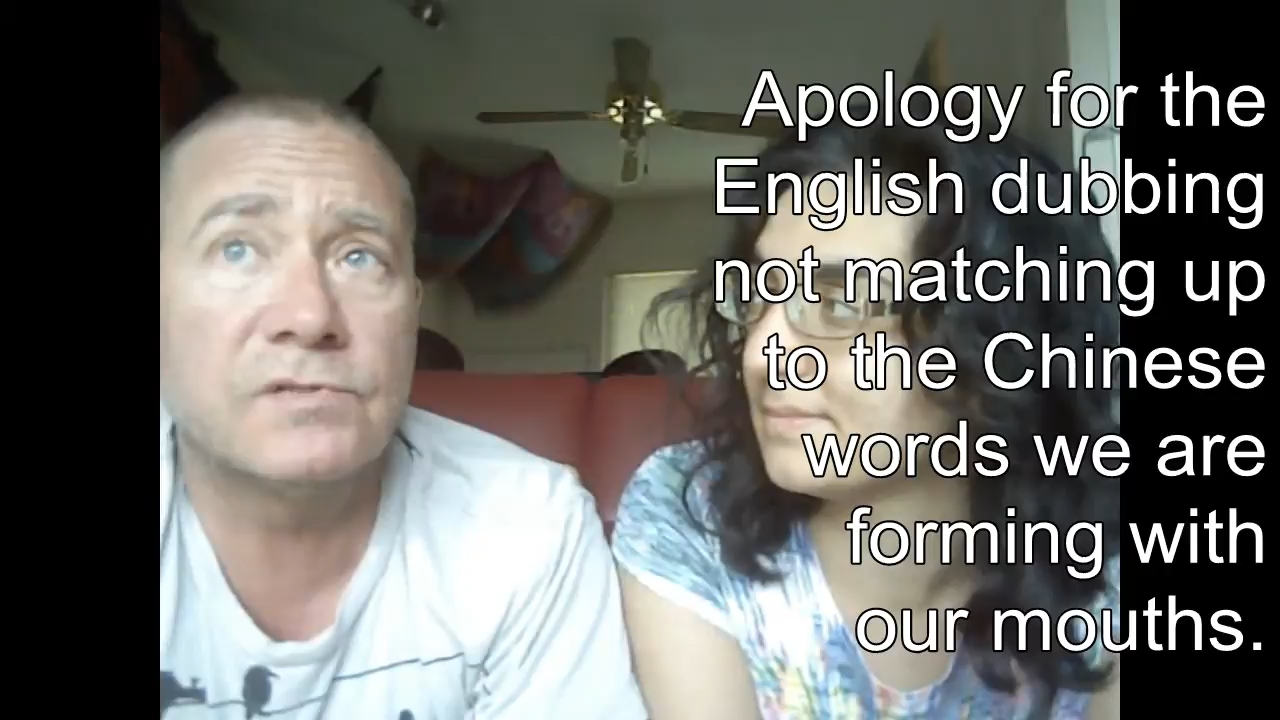 Apology for the
English dubbing
not matching up
to the Chinese
words we are
forming with
our mouths.